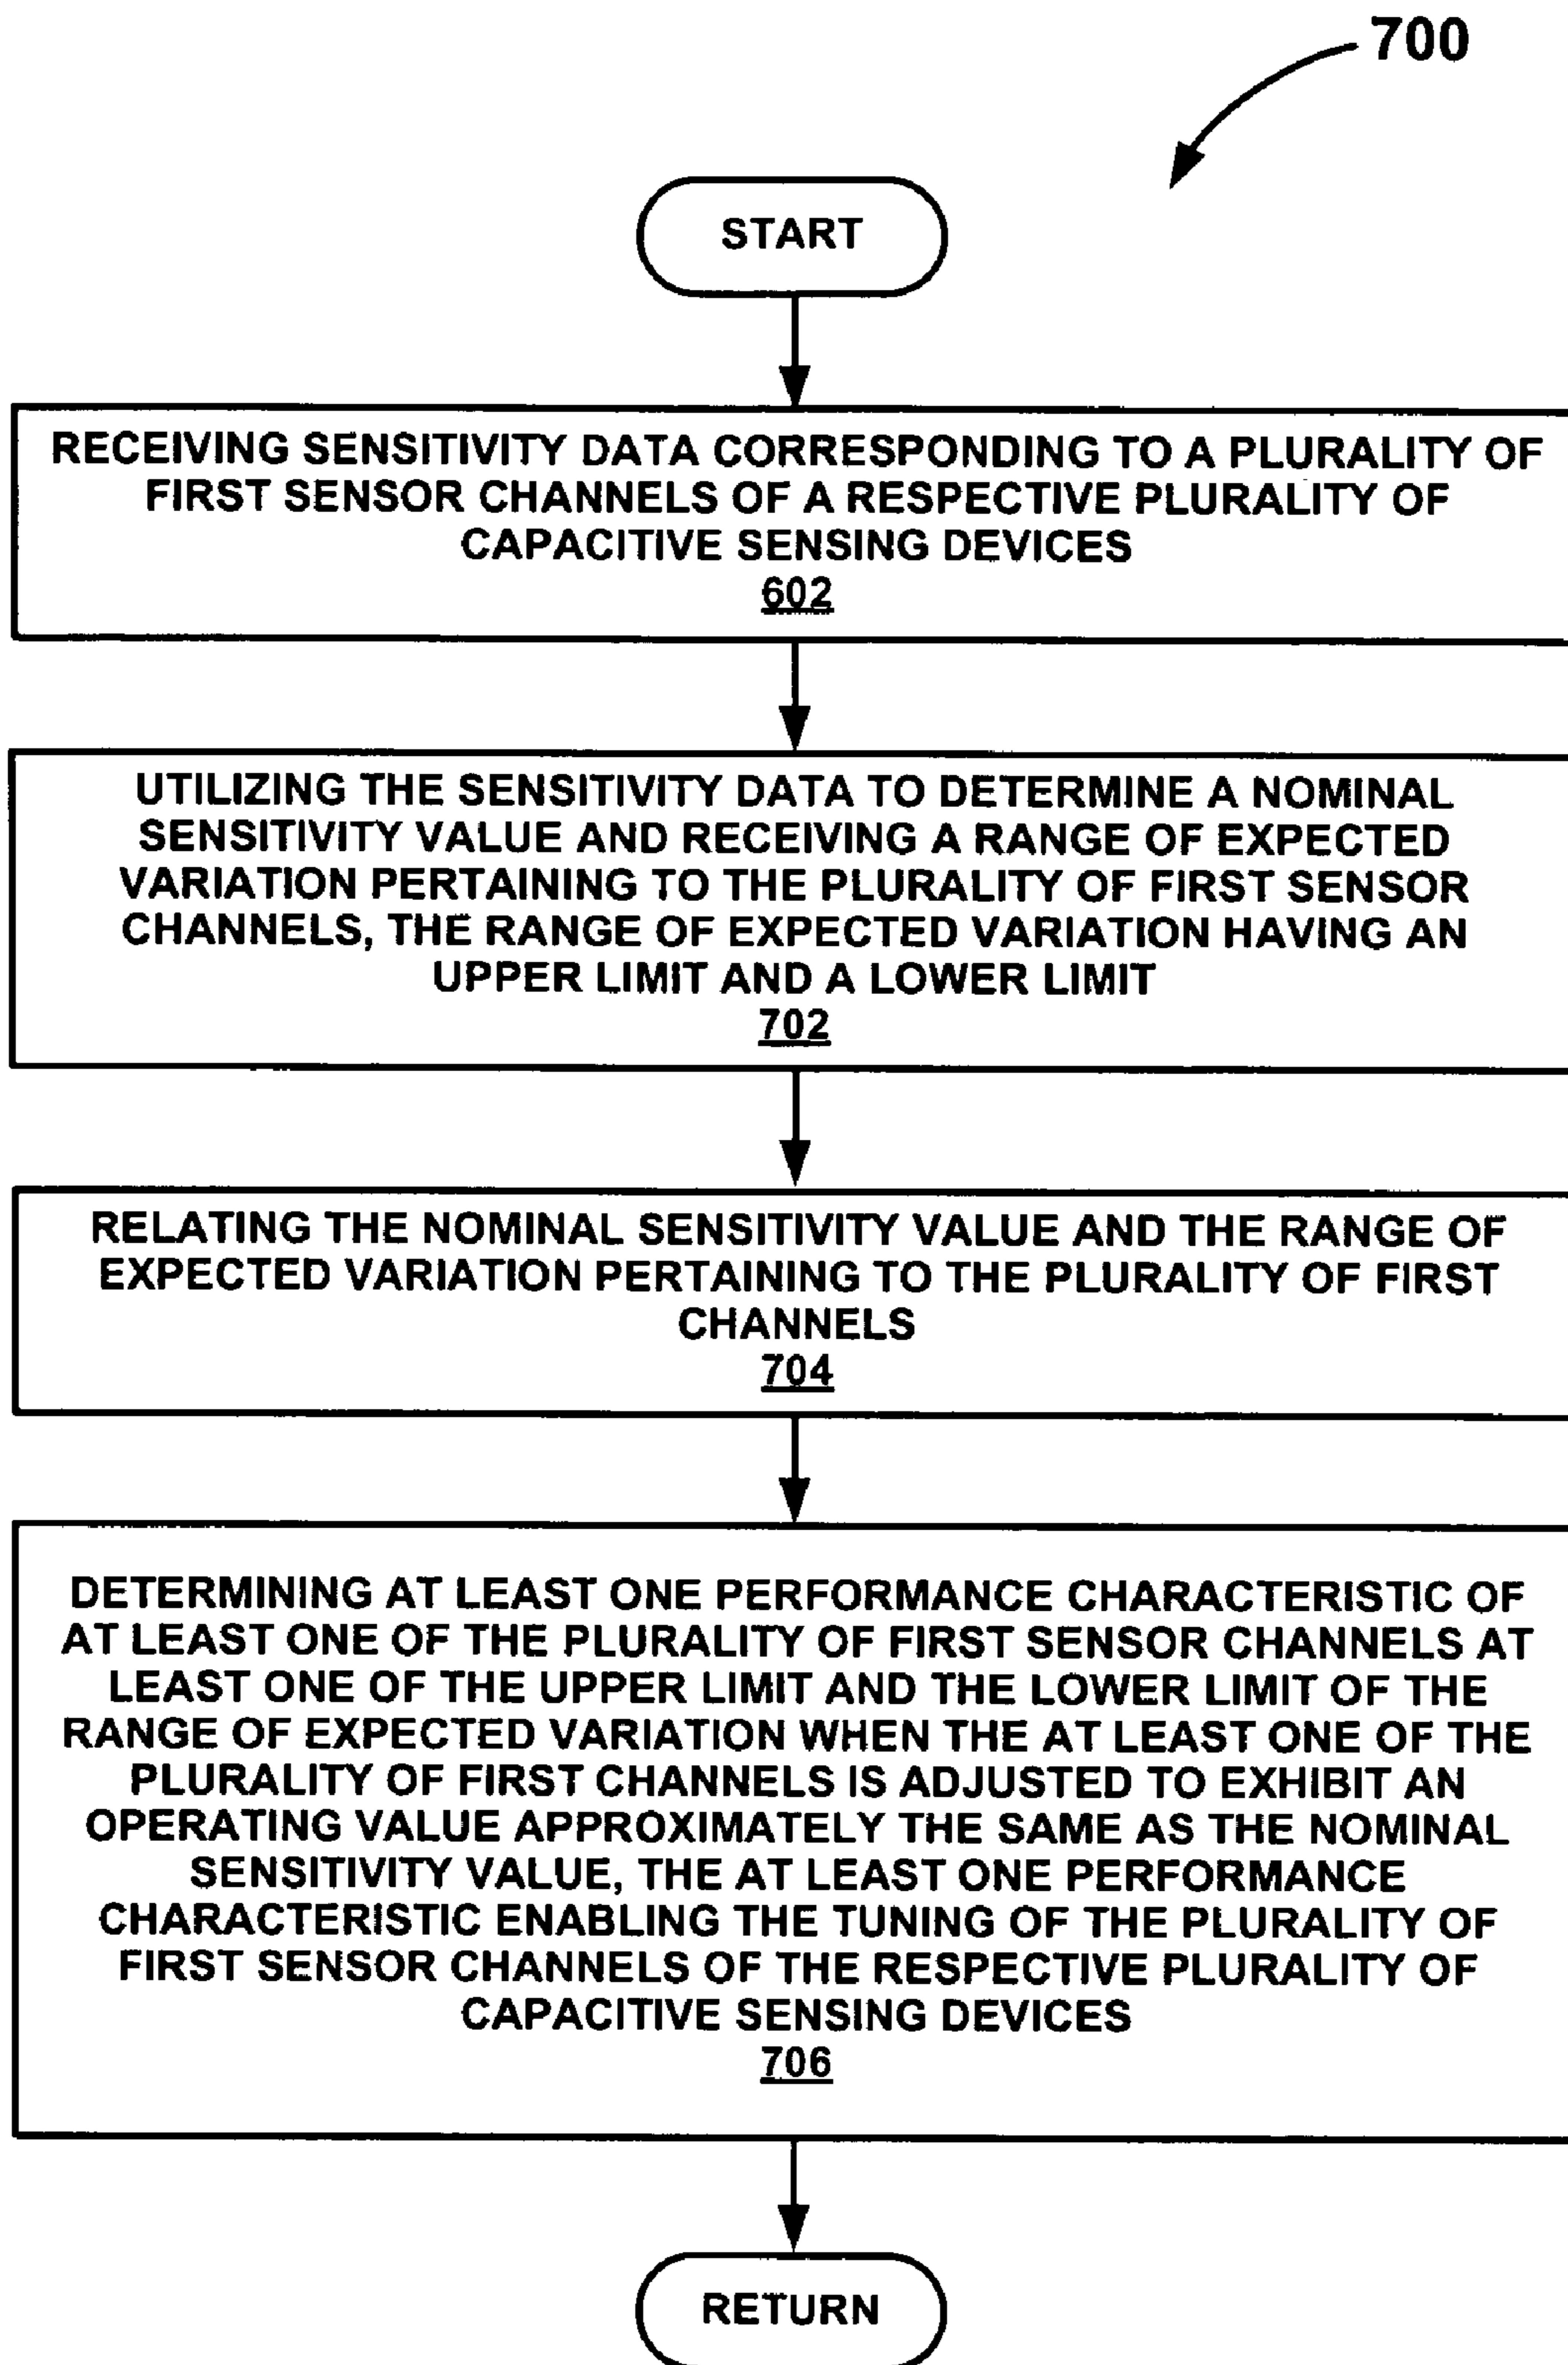 700
START
RECEIVING SENSITIVITY DATA CORRESPONDING TO A PLURALITY OF
FIRST SENSOR CHANNELS OF A RESPECTIVE PLURALITY OF
CAPACITIVE SENSING DEVICES
602
UTILIZING THE SENSITIVITY DATA TO DETERMINE A NOMINAL
SENSITIVITY VALUE AND RECEIVING A RANGE OF EXPECTED
VARIATION PERTAINING TO THE PLURALITY OF FIRST SENSOR
CHANNELS, THE RANGE OF EXPECTED VARIATION HAVING AN
UPPER LIMIT AND A LOWER LIMIT
702
RELATING THE NOMINAL SENSITIVITY VALUE AND THE RANGE OF
EXPECTED VARIATION PERTAINING TO THE PLURALITY OF FIRST
CHANNELS
704
DETERMINING AT LEAST ONE PERFORMANCE CHARACTERISTIC OF
AT LEAST ONE OF THE PLURALITY OF FIRST SENSOR CHANNELS AT
LEAST ONE OF THE UPPER LIMIT AND THE LOWER LIMIT OF THE
RANGE OF EXPECTED VARIATION WHEN THE AT LEAST ONE OF THE
PLURALITY OF FIRST CHANNELS IS ADJUSTED TO EXHIBIT AN
OPERATING VALUE APPROXIMATELY THE SAME AS THE NOMINAL
SENSITIVITY VALUE, THE AT LEAST ONE PERFORMANCE
CHARACTERISTIC ENABLING THE TUNING OF THE PLURALITY OF
FIRST SENSOR CHANNELS OF THE RESPECTIVE PLURALITY OF
CAPACITIVE SENSING DEVICES
706
RETURN